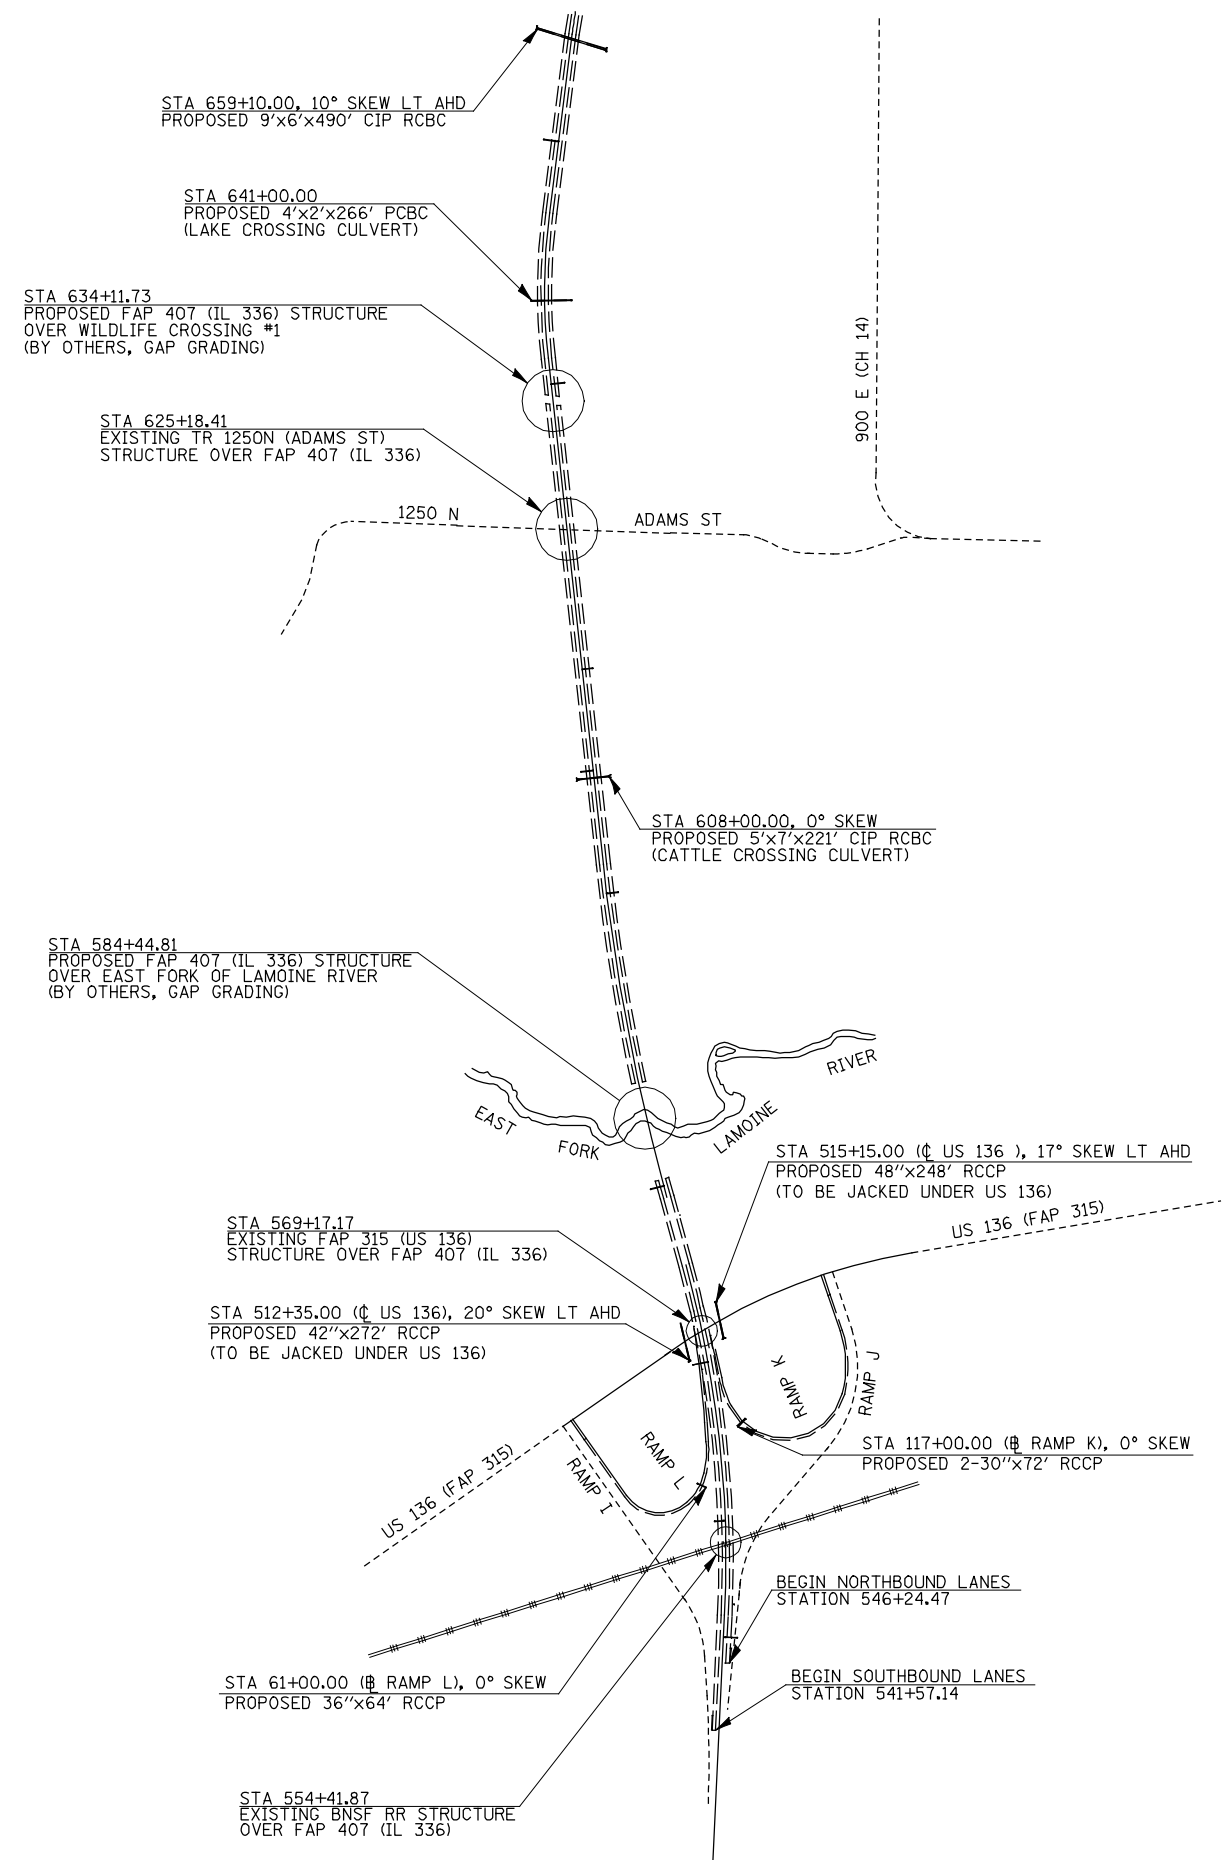 STA 659+10.00, 10° SKEW LT AHD
PROPOSED 9'x6'x490' CIP RCBC
STA 641+00.00
PROPOSED 4'x2'x266' PCBC
(LAKE CROSSING CULVERT)
STA 634+11.73
PROPOSED FAP 407 (IL 336) STRUCTURE
OVER WILDLIFE CROSSING #1
(BY OTHERS, GAP GRADING)
900 E (CH 14)
STA 625+18.41
EXISTING TR 1250N (ADAMS ST)
STRUCTURE OVER FAP 407 (IL 336)
1250 N
ADAMS ST
STA 608+00.00, 0° SKEW
PROPOSED 5'x7'x221' CIP RCBC
(CATTLE CROSSING CULVERT)
STA 584+44.81
PROPOSED FAP 407 (IL 336) STRUCTURE
OVER EAST FORK OF LAMOINE RIVER
(BY OTHERS, GAP GRADING)
EAST
FORK
LAMOINE
RIVER
STA 515+15.00 (℄ US 136 ), 17° SKEW LT AHD
PROPOSED 48''x248' RCCP
(TO BE JACKED UNDER US 136)
US 136 (FAP 315)
STA 569+17.17
EXISTING FAP 315 (US 136)
STRUCTURE OVER FAP 407 (IL 336)
STA 512+35.00 (℄ US 136), 20° SKEW LT AHD
PROPOSED 42''x272' RCCP
(TO BE JACKED UNDER US 136)
RAMP K
RAMP J
STA 117+00.00 (BL RAMP K), 0° SKEW
PROPOSED 2-30''x72' RCCP
RAMP L
RAMP I
US 136 (FAP 315)
BEGIN NORTHBOUND LANES
STATION 546+24.47
STA 61+00.00 (BL RAMP L), 0° SKEW
PROPOSED 36''x64' RCCP
BEGIN SOUTHBOUND LANES
STATION 541+57.14
STA 554+41.87
EXISTING BNSF RR STRUCTURE
OVER FAP 407 (IL 336)